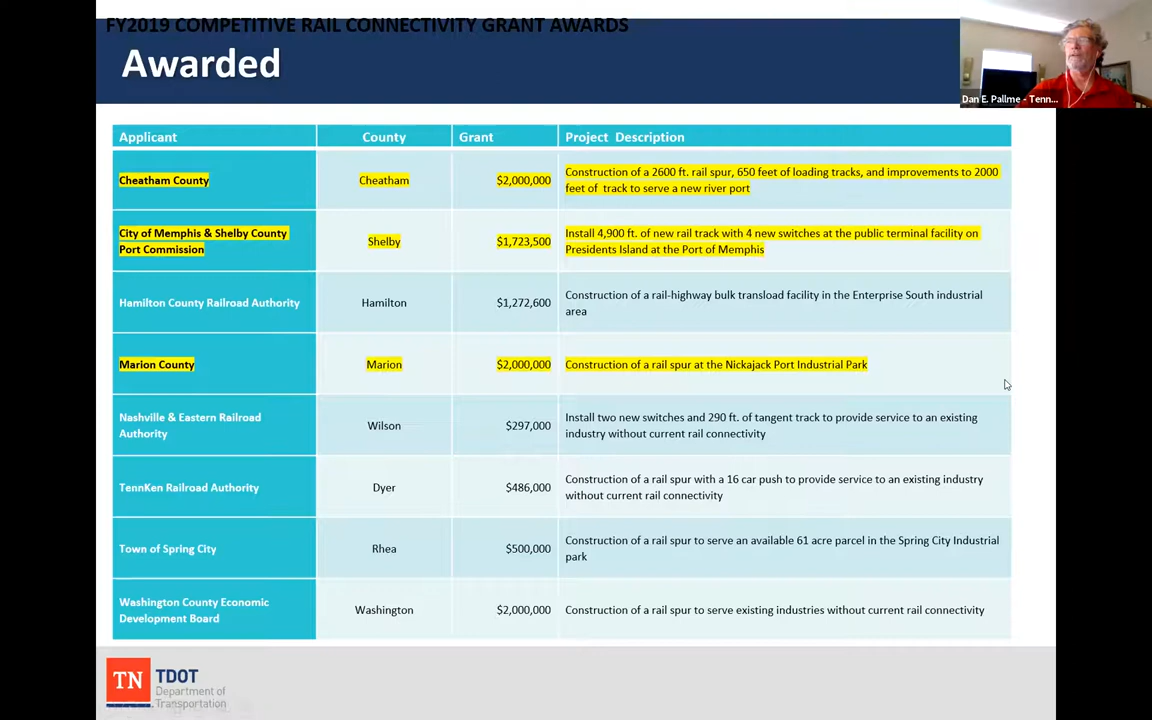 FY2019 COMPETITIVE RAIL CONNECTIVITY GRANT AWARDS
Awarded
Dan E. Pallme - Tenn...
Applicant County Grant Project Description
Cheatham County Cheatham $2,000,000 Construction of a 2600 ft. rail spur, 650 feet of loading tracks, and improvements to 2000
feet of track to serve a new river port
City of Memphis & Shelby County
Port Commission Shelby $1,723,500 Install 4,900 ft. of new rail track with 4 new switches at the public terminal facility on
Presidents Island at the Port of Memphis
Hamilton County Railroad Authority Hamilton $1,272,600 Construction of a rail-highway bulk transload facility in the Enterprise South industrial
area
Marion County Marion $2,000,000 Construction of a rail spur at the Nickajack Port Industrial Park
Nashville & Eastern Railroad
Authority Wilson $297,000 Install two new switches and 290 ft. of tangent track to provide service to an existing
industry without current rail connectivity
TennKen Railroad Authority Dyer $486,000 Construction of a rail spur with a 16 car push to provide service to an existing industry
without current rail connectivity
Town of Spring City Rhea $500,000 Construction of a rail spur to serve an available 61 acre parcel in the Spring City Industrial
park
Washington County Economic
Development Board Washington $2,000,000 Construction of a rail spur to serve existing industries without current rail connectivity
TN
TDOT
Department of
Transportation